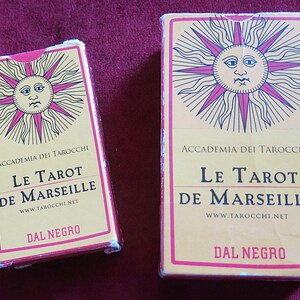 Accademia dei Tarocchi
Le Tarot
de Marseille
www.tarocchi.net
DAL NEGRO
Accademia dei Tarocchi
Le Tarot
de Marseille
www.tarocchi.net
DAL NEGRO